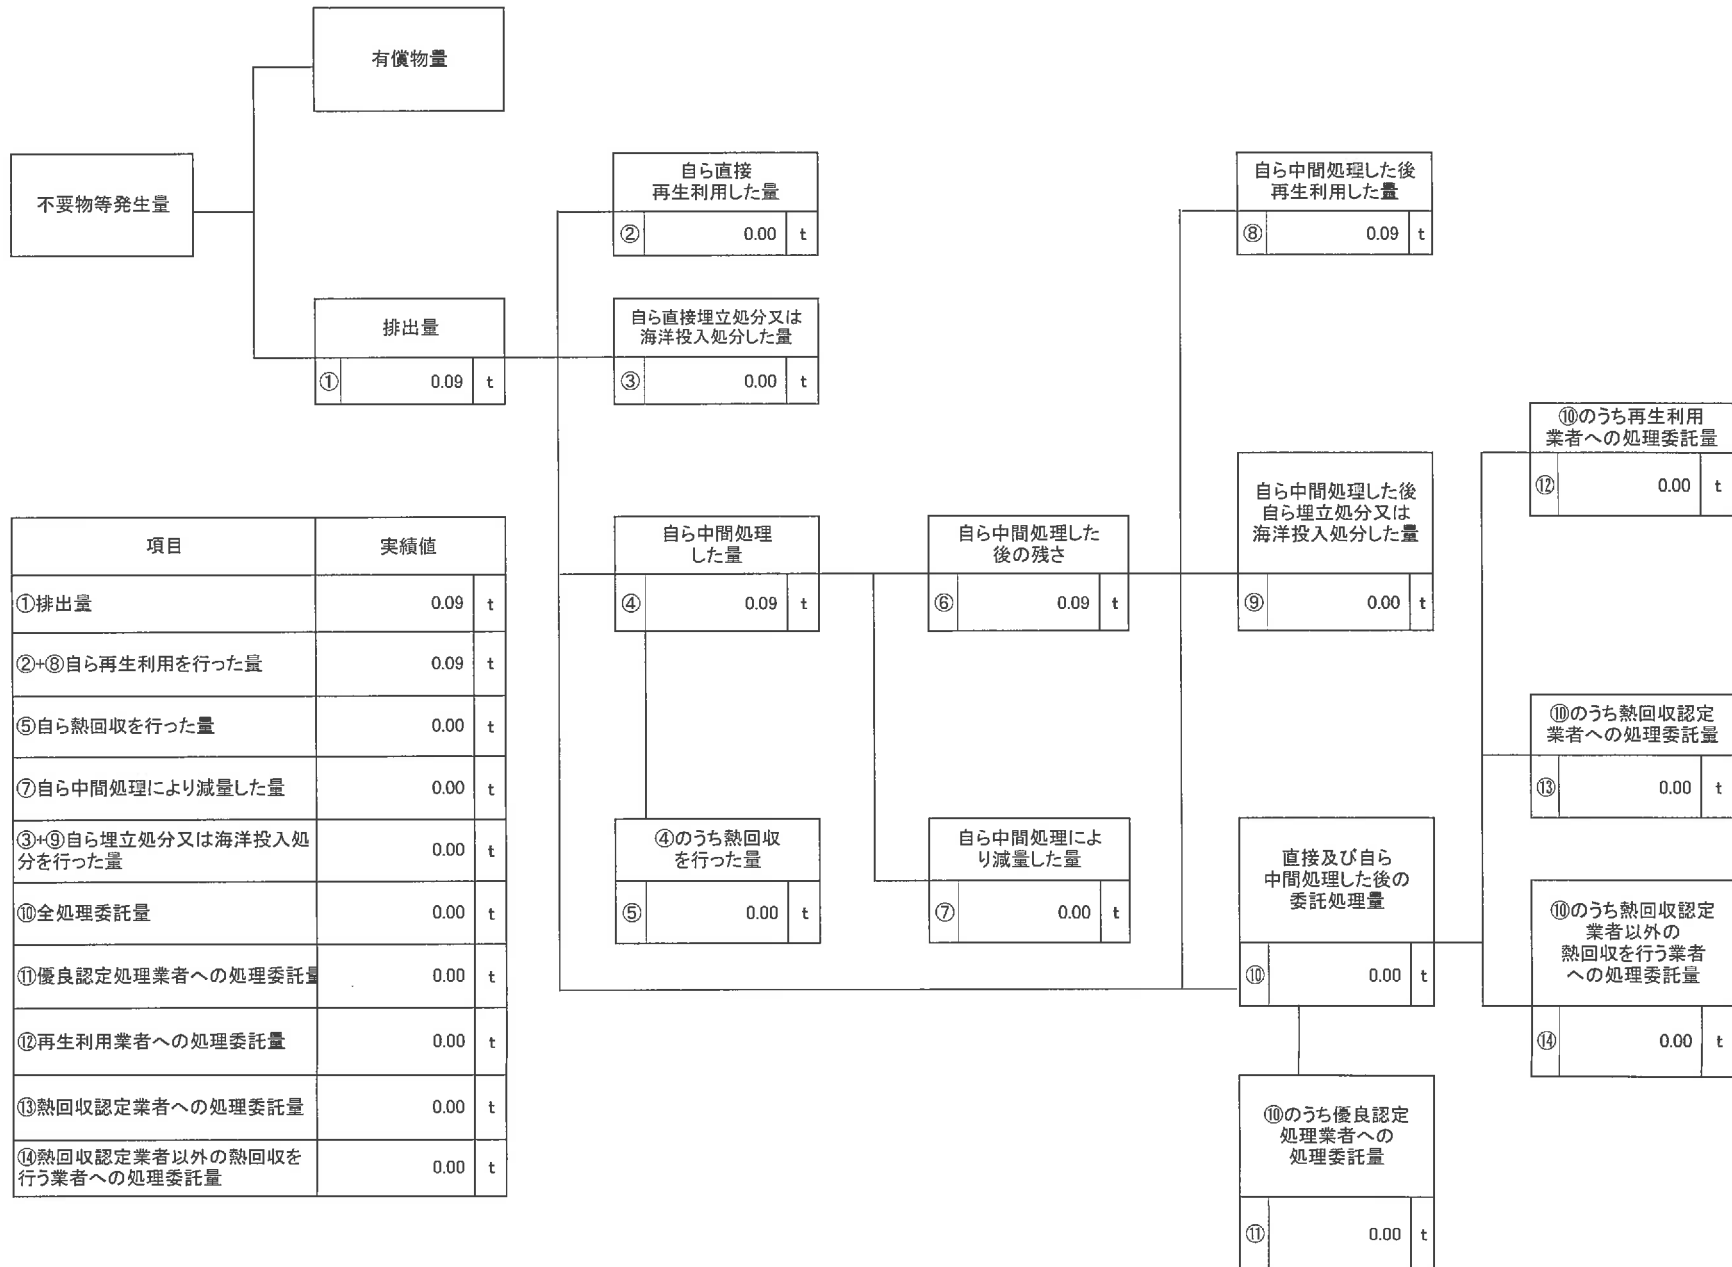 有償物量
不要物等発生量
排出量
① 0.09 t
自ら直接
再生利用した量
② 0.00 t
自ら直接埋立処分又は
海洋投入処分した量
③ 0.00 t
自ら中間処理
した量
④ 0.09 t
④のうち熱回収
を行った量
⑤ 0.00 t
自ら中間処理した
後の残さ
⑥ 0.09 t
自ら中間処理によ
り減量した量
⑦ 0.00 t
自ら中間処理した後
再生利用した量
⑧ 0.09 t
自ら中間処理した後
自ら埋立処分又は
海洋投入処分した量
⑨ 0.00 t
直接及び自ら
中間処理した後の
委託処理量
⑩ 0.00 t
⑩のうち優良認定
処理業者への
処理委託量
⑪ 0.00 t
⑩のうち再生利用
業者への処理委託量
⑫ 0.00 t
⑩のうち熱回収認定
業者への処理委託量
⑬ 0.00 t
⑩のうち熱回収認定
業者以外の
熱回収を行う業者
への処理委託量
⑭ 0.00 t
項目 実績値
①排出量 0.09 t
②+⑧自ら再生利用を行った量 0.09 t
⑤自ら熱回収を行った量 0.00 t
⑦自ら中間処理により減量した量 0.00 t
③+⑨自ら埋立処分又は海洋投入処
分を行った量 0.00 t
⑩全処理委託量 0.00 t
⑪優良認定処理業者への処理委託量 0.00 t
⑫再生利用業者への処理委託量 0.00 t
⑬熱回収認定業者への処理委託量 0.00 t
⑭熱回収認定業者以外の熱回収を
行う業者への処理委託量 0.00 t